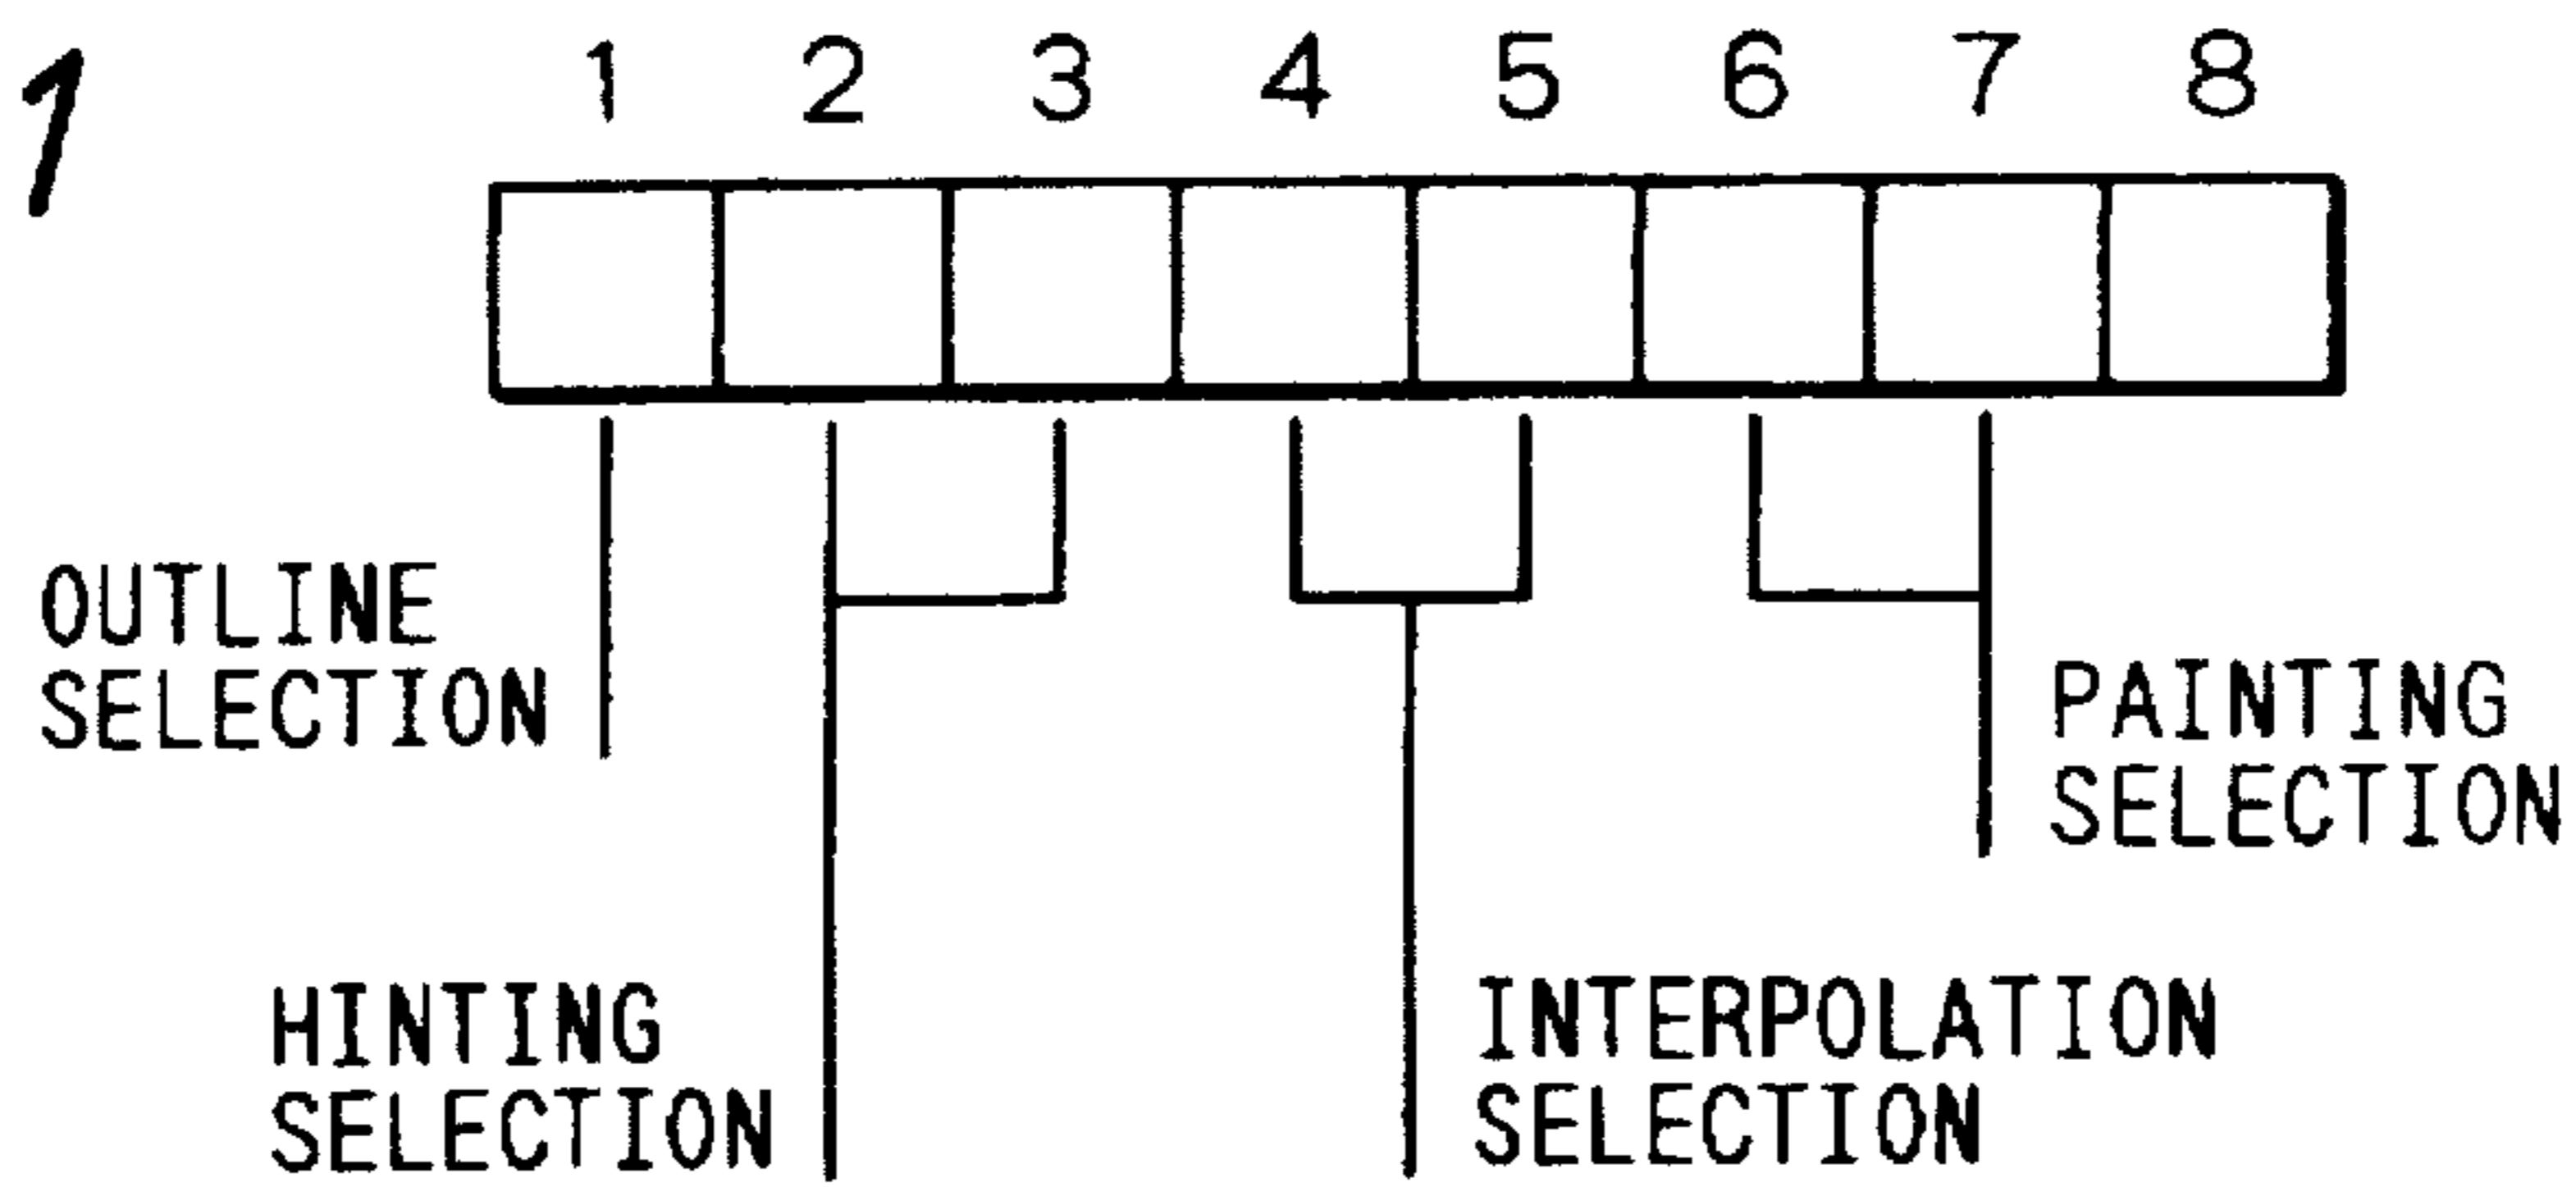 1
1 2 3 4 5 6 7 8
OUTLINE
SELECTION
PAINTING
SELECTION
HINTING
SELECTION
INTERPOLATION
SELECTION